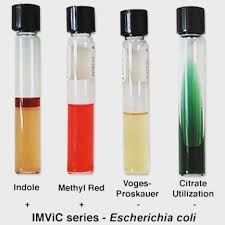 Indole Methyl Red Voges-Proskauer Citrate Utilization
+ + - -
IMViC series - Escherichia coli